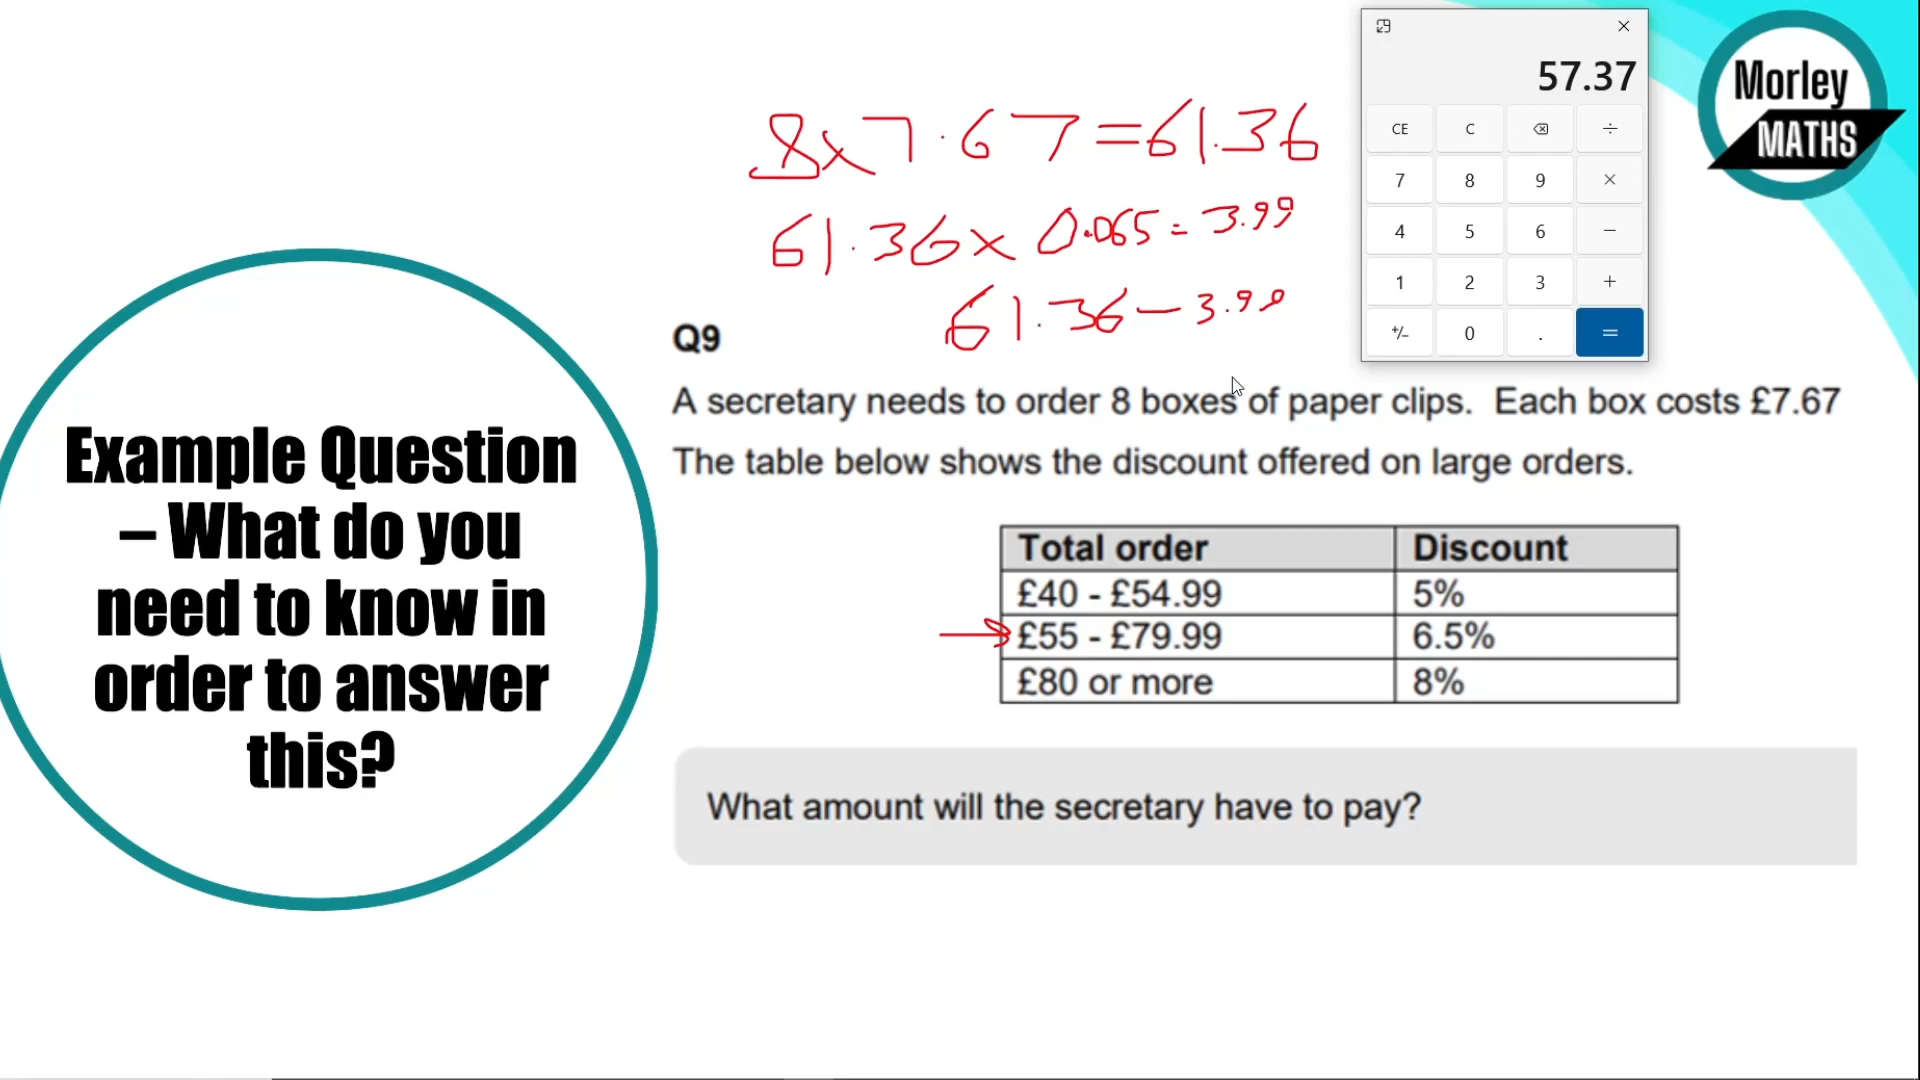 Morley
MATHS
57.37
CE C ÷
7 8 9 ×
4 5 6 −
1 2 3 +
+/− 0 . =
8x7.67=61.36
61.36x 0.065=3.99
61.36-3.99
Example Question
– What do you
need to know in
order to answer
this?
Q9
A secretary needs to order 8 boxes of paper clips. Each box costs £7.67
The table below shows the discount offered on large orders.
Total order Discount
£40 - £54.99 5%
£55 - £79.99 6.5%
£80 or more 8%
What amount will the secretary have to pay?